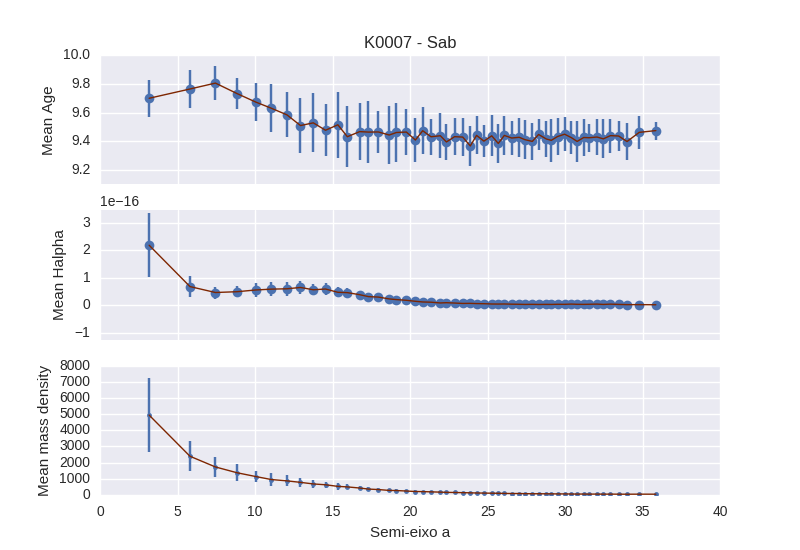 K0007 - Sab
Mean Age
10.0
9.8
9.6
9.4
9.2
1e−16
Mean Halpha
3
2
1
0
−1
Mean mass density
8000
7000
6000
5000
4000
3000
2000
1000
0
0 5 10 15 20 25 30 35 40
Semi-eixo a